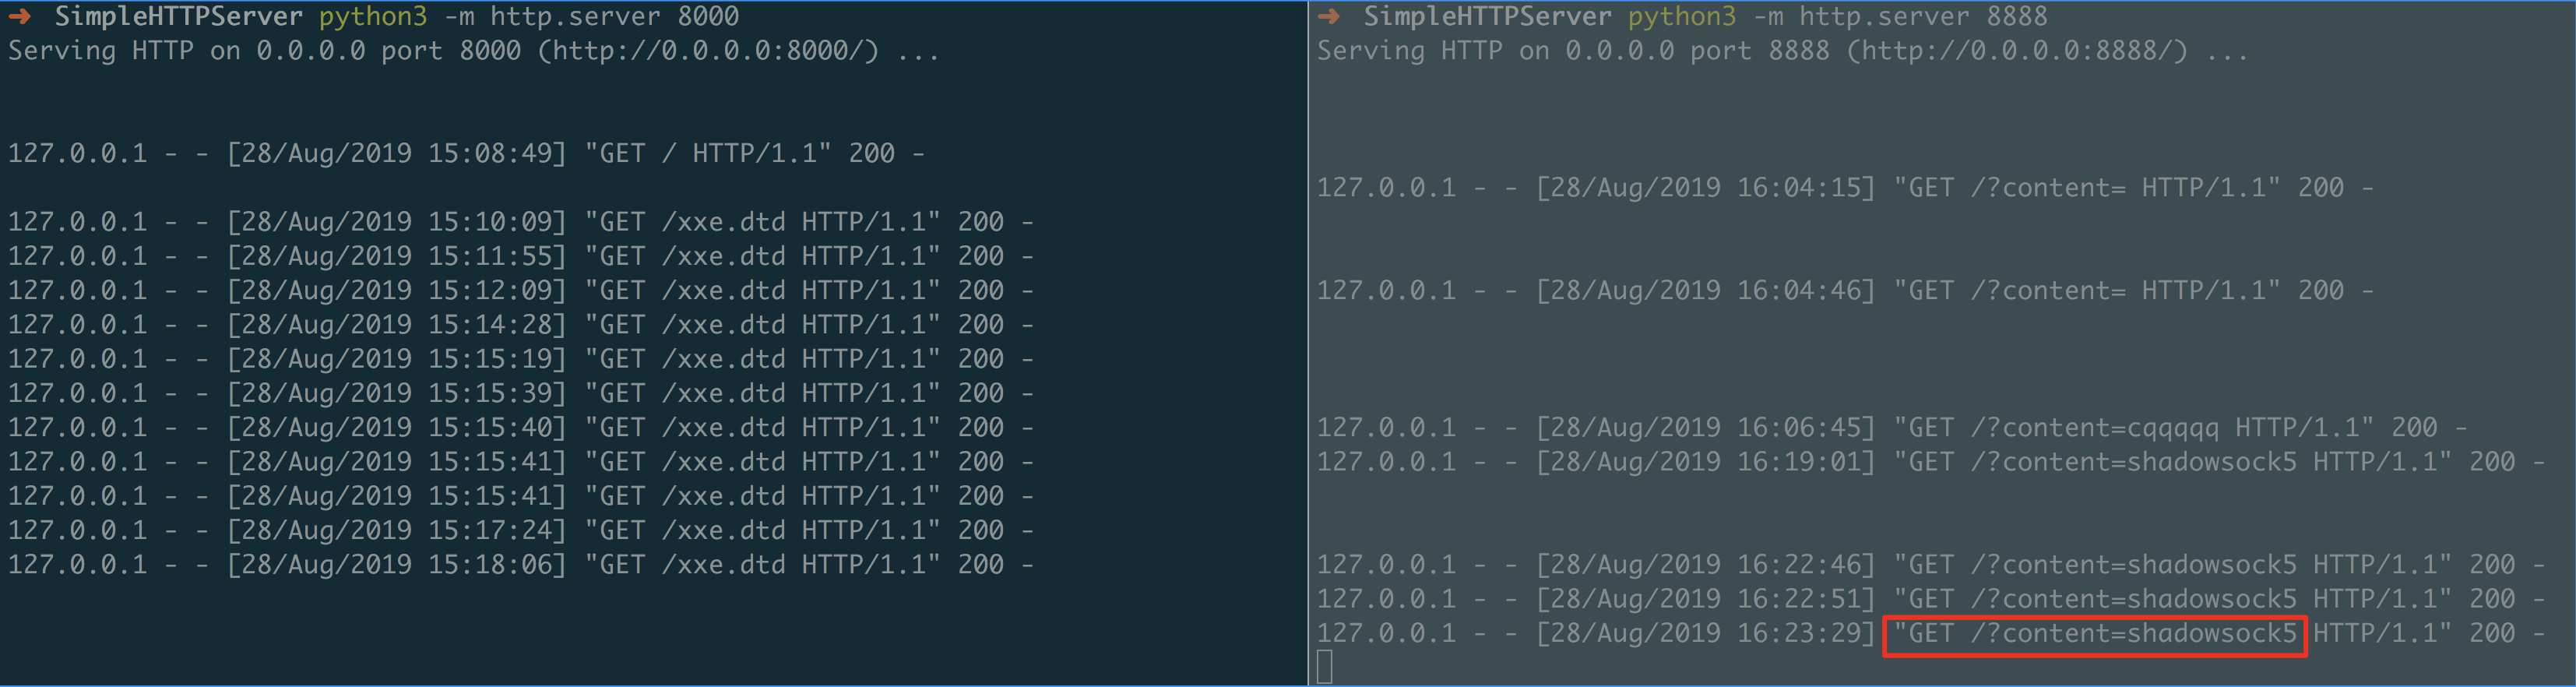 ➜ SimpleHTTPServer python3 -m http.server 8000
Serving HTTP on 0.0.0.0 port 8000 (http://0.0.0.0:8000/) ...
127.0.0.1 - - [28/Aug/2019 15:08:49] "GET / HTTP/1.1" 200 -
127.0.0.1 - - [28/Aug/2019 15:10:09] "GET /xxe.dtd HTTP/1.1" 200 -
127.0.0.1 - - [28/Aug/2019 15:11:55] "GET /xxe.dtd HTTP/1.1" 200 -
127.0.0.1 - - [28/Aug/2019 15:12:09] "GET /xxe.dtd HTTP/1.1" 200 -
127.0.0.1 - - [28/Aug/2019 15:14:28] "GET /xxe.dtd HTTP/1.1" 200 -
127.0.0.1 - - [28/Aug/2019 15:15:19] "GET /xxe.dtd HTTP/1.1" 200 -
127.0.0.1 - - [28/Aug/2019 15:15:39] "GET /xxe.dtd HTTP/1.1" 200 -
127.0.0.1 - - [28/Aug/2019 15:15:40] "GET /xxe.dtd HTTP/1.1" 200 -
127.0.0.1 - - [28/Aug/2019 15:15:41] "GET /xxe.dtd HTTP/1.1" 200 -
127.0.0.1 - - [28/Aug/2019 15:15:41] "GET /xxe.dtd HTTP/1.1" 200 -
127.0.0.1 - - [28/Aug/2019 15:17:24] "GET /xxe.dtd HTTP/1.1" 200 -
127.0.0.1 - - [28/Aug/2019 15:18:06] "GET /xxe.dtd HTTP/1.1" 200 -
➜ SimpleHTTPServer python3 -m http.server 8888
Serving HTTP on 0.0.0.0 port 8888 (http://0.0.0.0:8888/) ...
127.0.0.1 - - [28/Aug/2019 16:04:15] "GET /?content= HTTP/1.1" 200 -
127.0.0.1 - - [28/Aug/2019 16:04:46] "GET /?content= HTTP/1.1" 200 -
127.0.0.1 - - [28/Aug/2019 16:06:45] "GET /?content=cqqqqq HTTP/1.1" 200 -
127.0.0.1 - - [28/Aug/2019 16:19:01] "GET /?content=shadowsock5 HTTP/1.1" 200 -
127.0.0.1 - - [28/Aug/2019 16:22:46] "GET /?content=shadowsock5 HTTP/1.1" 200 -
127.0.0.1 - - [28/Aug/2019 16:22:51] "GET /?content=shadowsock5 HTTP/1.1" 200 -
127.0.0.1 - - [28/Aug/2019 16:23:29] "GET /?content=shadowsock5 HTTP/1.1" 200 -